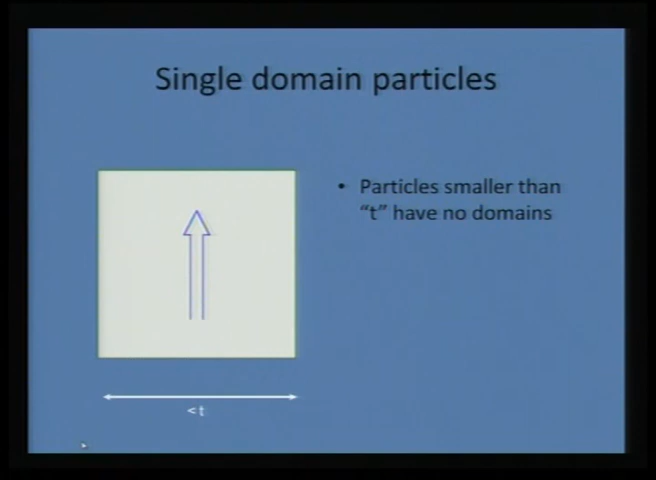 Single domain particles
• Particles smaller than
“t” have no domains
< t